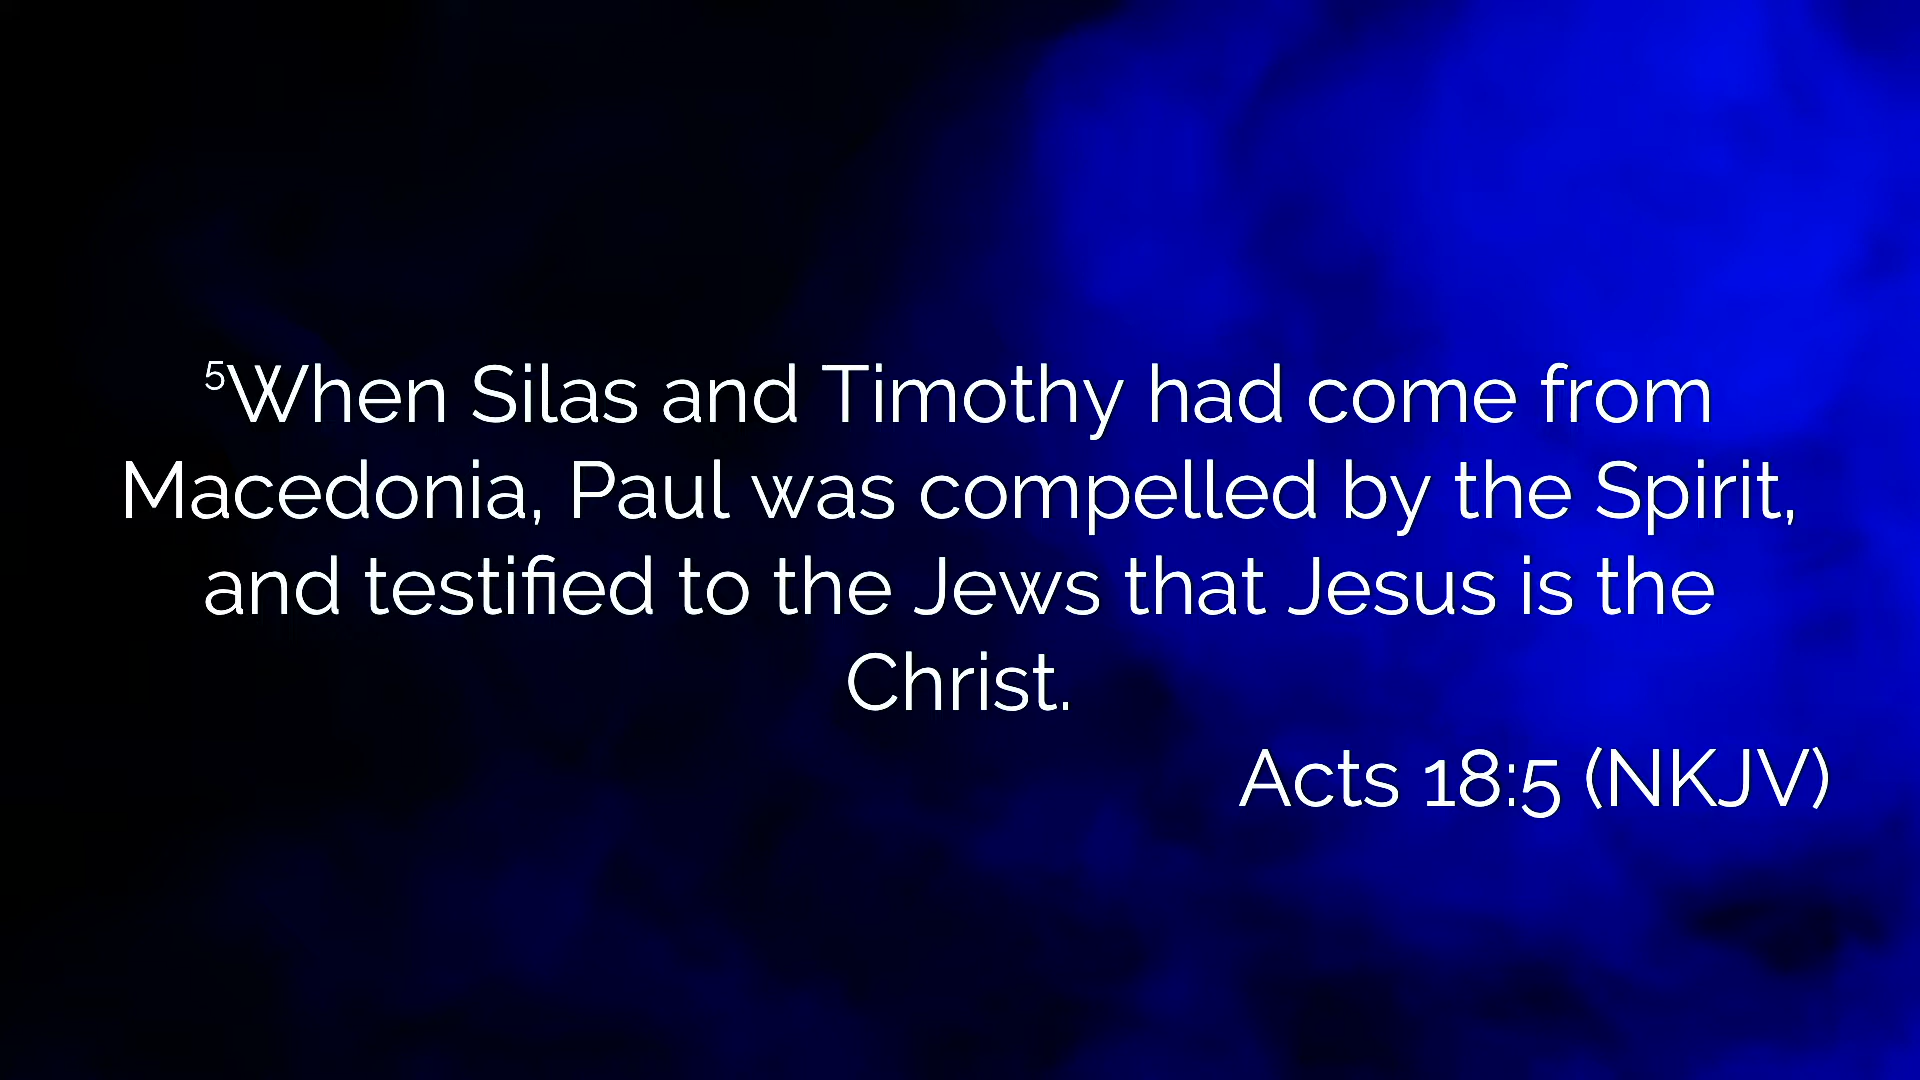 ⁵When Silas and Timothy had come from
Macedonia, Paul was compelled by the Spirit,
and testified to the Jews that Jesus is the
Christ.
Acts 18:5 (NKJV)